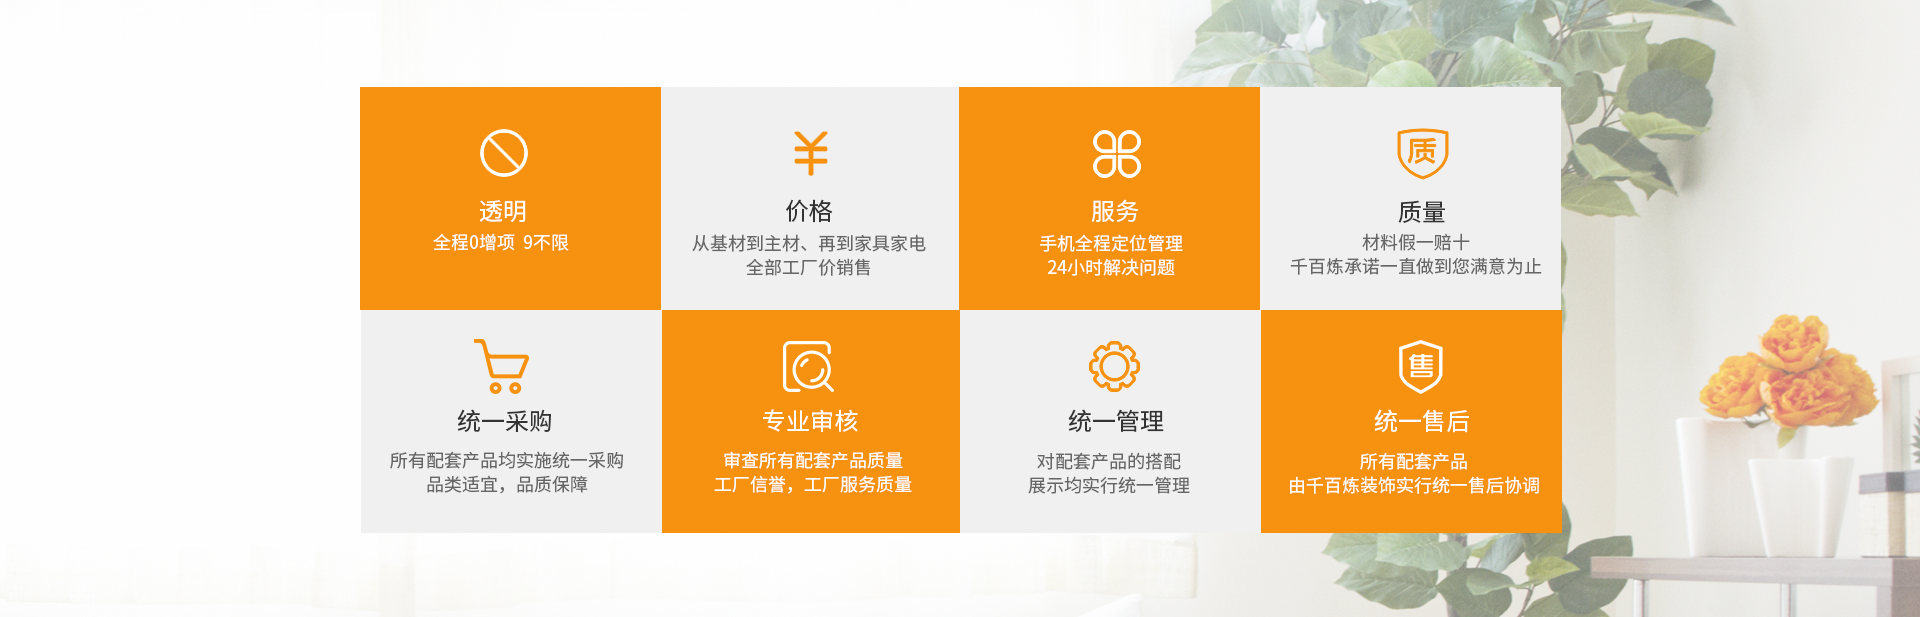 质
透明
全程0增项 9不限
价格
从基材到主材、再到家具家电
全部工厂价销售
服务
手机全程定位管理
24小时解决问题
质量
材料假一赔十
千百炼承诺一直做到您满意为止
售
统一采购
所有配套产品均实施统一采购
品类适宜，品质保障
专业审核
审查所有配套产品质量
工厂信誉，工厂服务质量
统一管理
对配套产品的搭配
展示均实行统一管理
统一售后
所有配套产品
由千百炼装饰实行统一售后协调